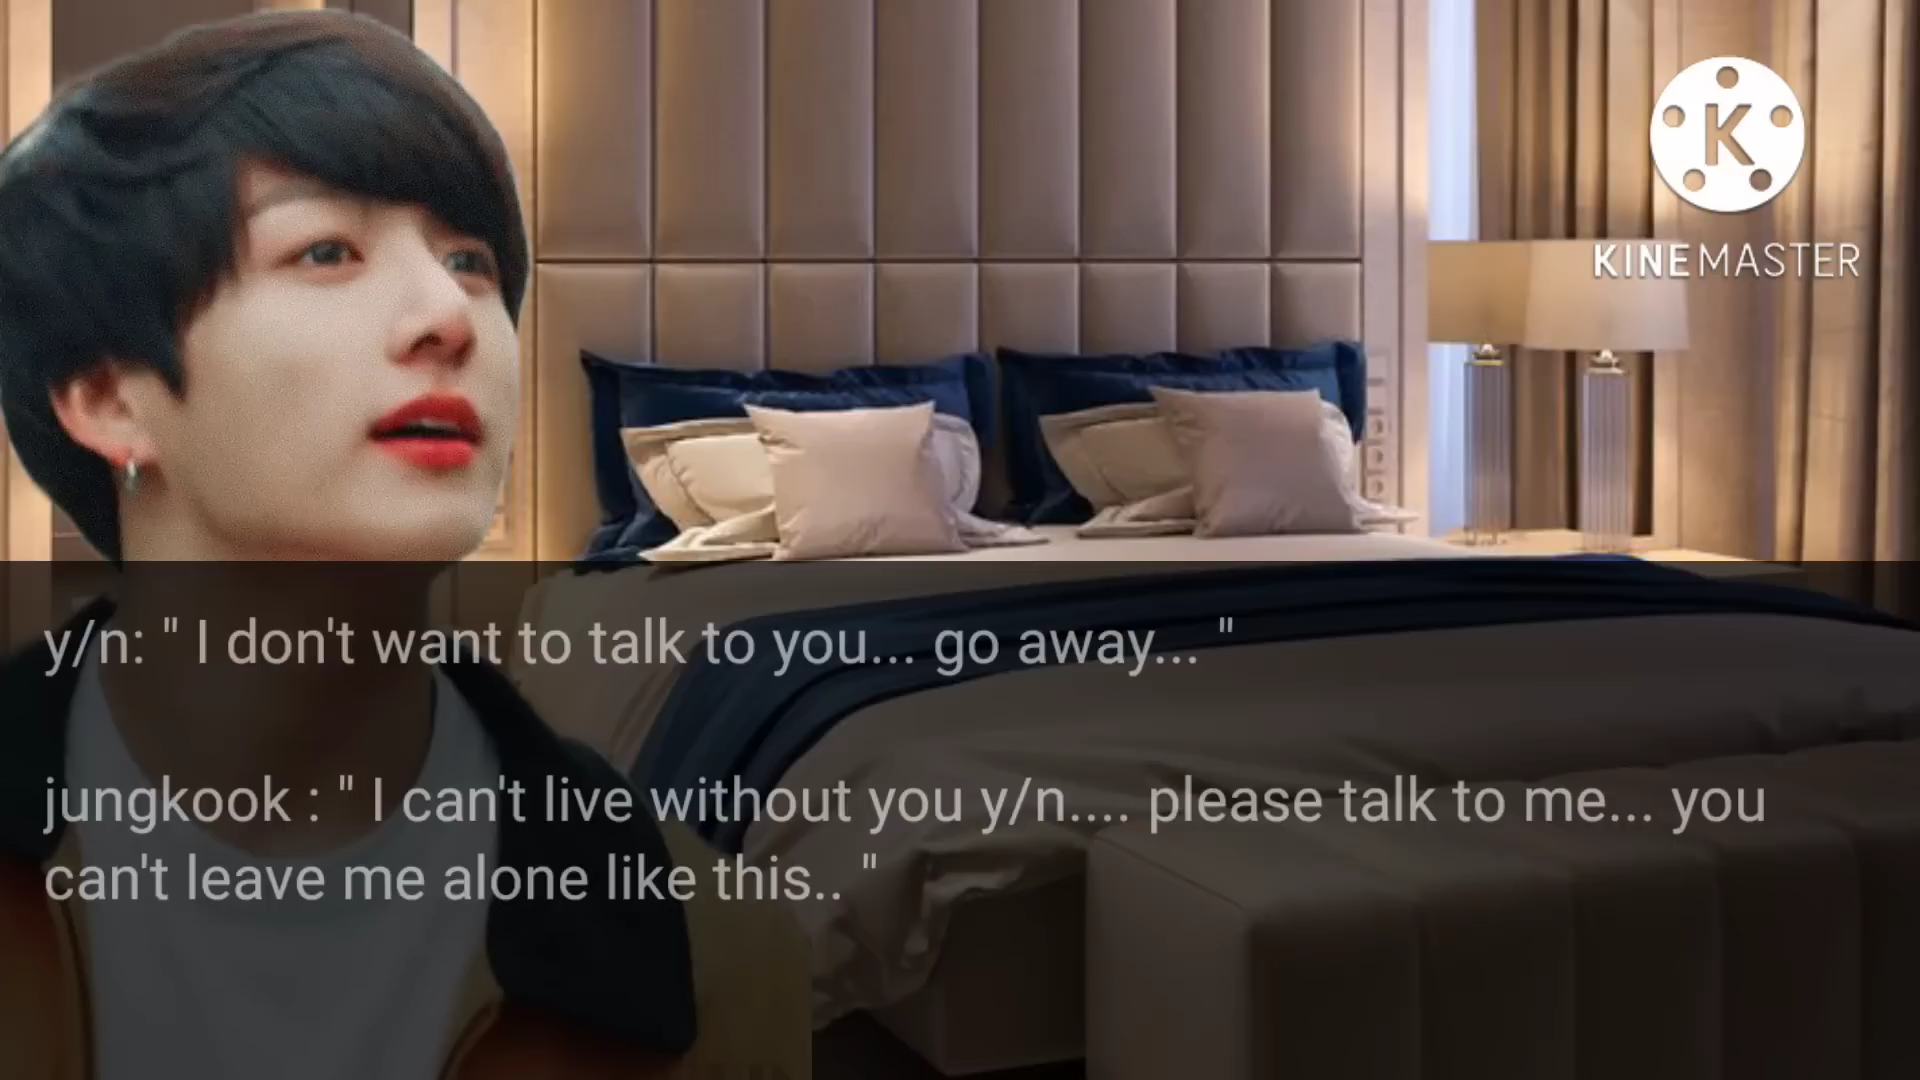 K
KINEMASTER
y/n: " I don't want to talk to you... go away... "
jungkook : " I can't live without you y/n.... please talk to me... you
can't leave me alone like this.. "